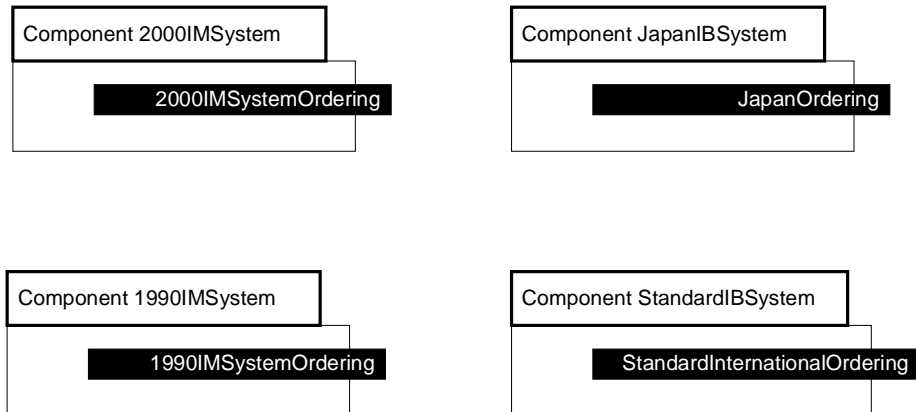 Component 2000IMSystem
2000IMSystemOrdering
Component JapanIBSystem
JapanOrdering
Component 1990IMSystem
1990IMSystemOrdering
Component StandardIBSystem
StandardInternationalOrdering